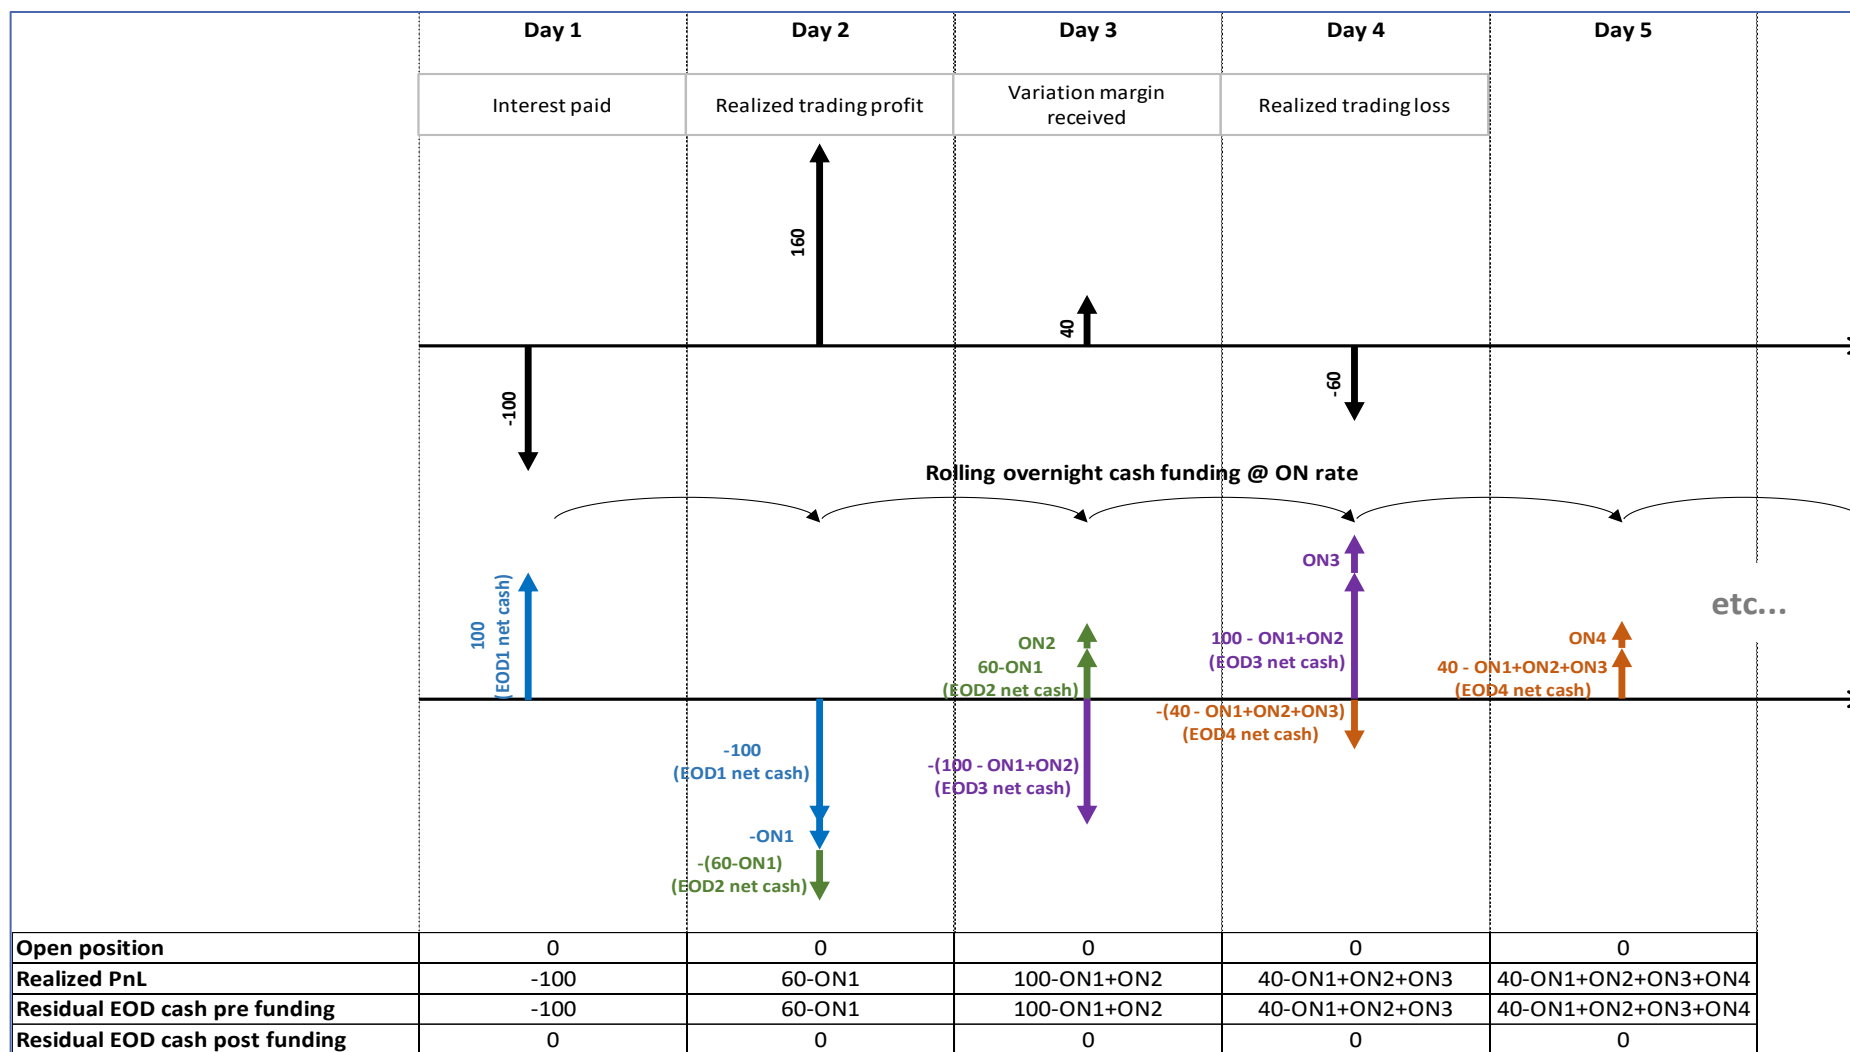 Day 1 Day 2 Day 3 Day 4 Day 5
Interest paid
Realized trading profit
Variation margin
received
Realized trading loss
160
40
-100
-60
Rolling overnight cash funding @ ON rate
100
(EOD1 net cash)
-100
(EOD1 net cash)
-ON1
-(60-ON1)
(EOD2 net cash)
ON2
60-ON1
(EOD2 net cash)
-(100 - ON1+ON2)
(EOD3 net cash)
ON3
100 - ON1+ON2
(EOD3 net cash)
-(40 - ON1+ON2+ON3)
(EOD4 net cash)
ON4
40 - ON1+ON2+ON3
(EOD4 net cash)
etc...
Open position 0 0 0 0 0
Realized PnL -100 60-ON1 100-ON1+ON2 40-ON1+ON2+ON3 40-ON1+ON2+ON3+ON4
Residual EOD cash pre funding -100 60-ON1 100-ON1+ON2 40-ON1+ON2+ON3 40-ON1+ON2+ON3+ON4
Residual EOD cash post funding 0 0 0 0 0